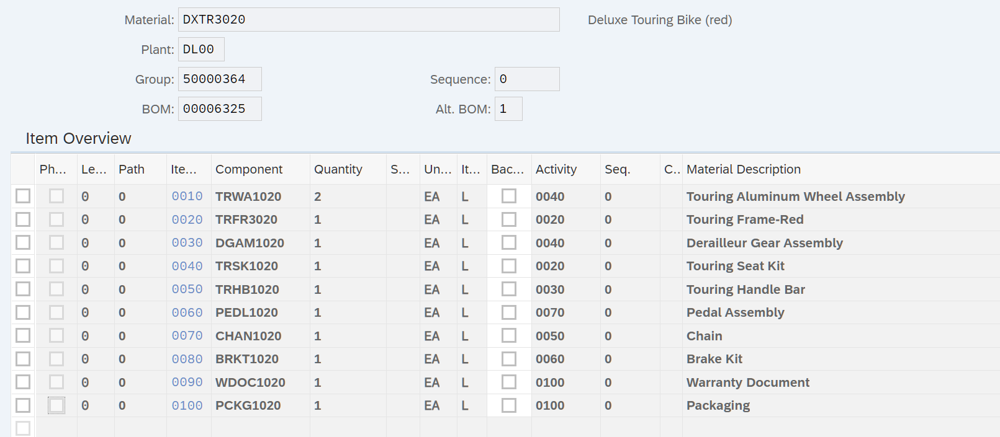 Material: DXTR3020 Deluxe Touring Bike (red)
Plant: DL00
Group: 50000364 Sequence: 0
BOM: 00006325 Alt. BOM: 1
Item Overview
Ph... Le... Path Ite... Component Quantity S... Un... It... Bac... Activity Seq. C.. Material Description
0 0 0010 TRWA1020 2 EA L 0040 0 Touring Aluminum Wheel Assembly
0 0 0020 TRFR3020 1 EA L 0020 0 Touring Frame-Red
0 0 0030 DGAM1020 1 EA L 0040 0 Derailleur Gear Assembly
0 0 0040 TRSK1020 1 EA L 0020 0 Touring Seat Kit
0 0 0050 TRHB1020 1 EA L 0030 0 Touring Handle Bar
0 0 0060 PEDL1020 1 EA L 0070 0 Pedal Assembly
0 0 0070 CHAN1020 1 EA L 0050 0 Chain
0 0 0080 BRKT1020 1 EA L 0060 0 Brake Kit
0 0 0090 WDOC1020 1 EA L 0100 0 Warranty Document
0 0 0100 PCKG1020 1 EA L 0100 0 Packaging